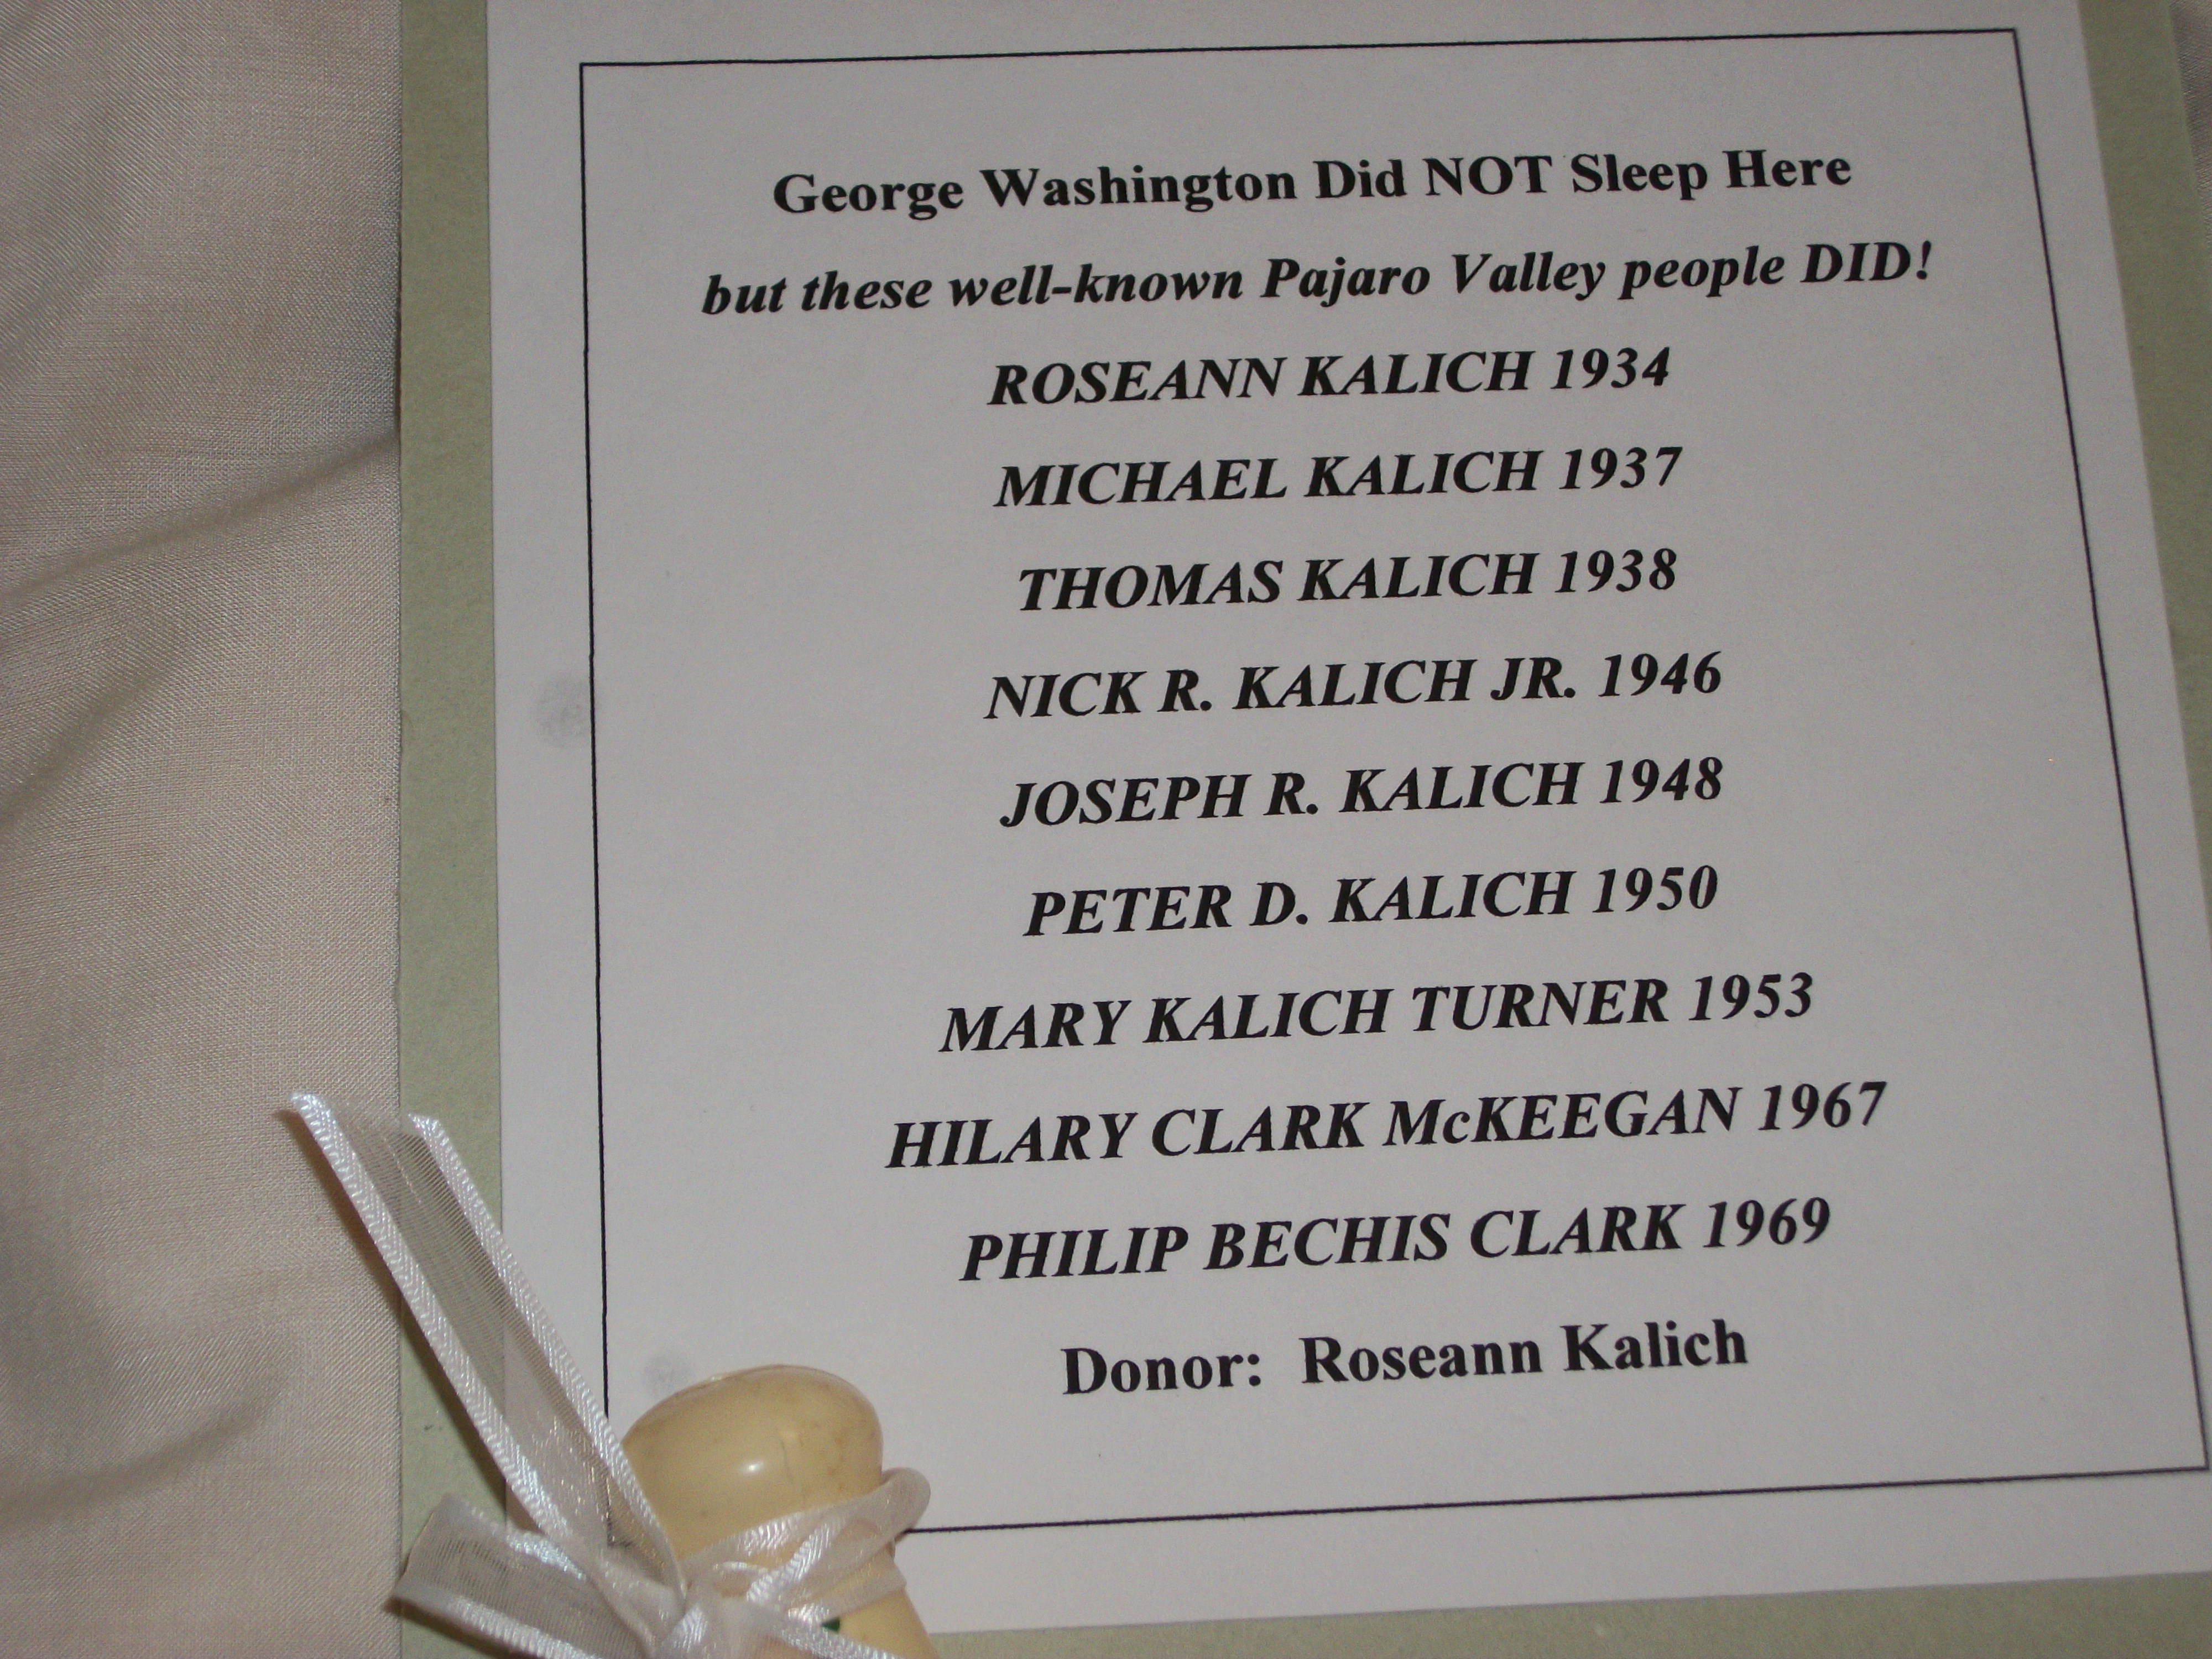 George Washington Did NOT Sleep Here
but these well-known Pajaro Valley people DID!
ROSEANN KALICH 1934
MICHAEL KALICH 1937
THOMAS KALICH 1938
NICK R. KALICH JR. 1946
JOSEPH R. KALICH 1948
PETER D. KALICH 1950
MARY KALICH TURNER 1953
HILARY CLARK McKEEGAN 1967
PHILIP BECHIS CLARK 1969
Donor: Roseann Kalich